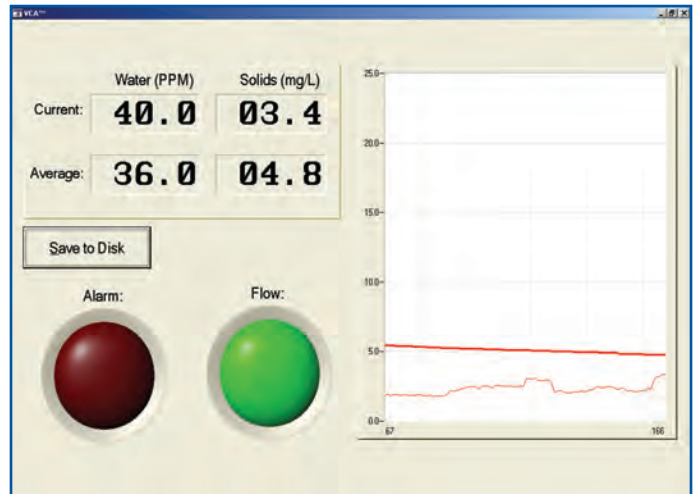 VCA™
Water (PPM) Solids (mg/L)
Current: 40.0 03.4
Average: 36.0 04.8
Save to Disk
Alarm: Flow:
25.0-
20.0-
15.0-
10.0-
5.0-
0.0-
67 166